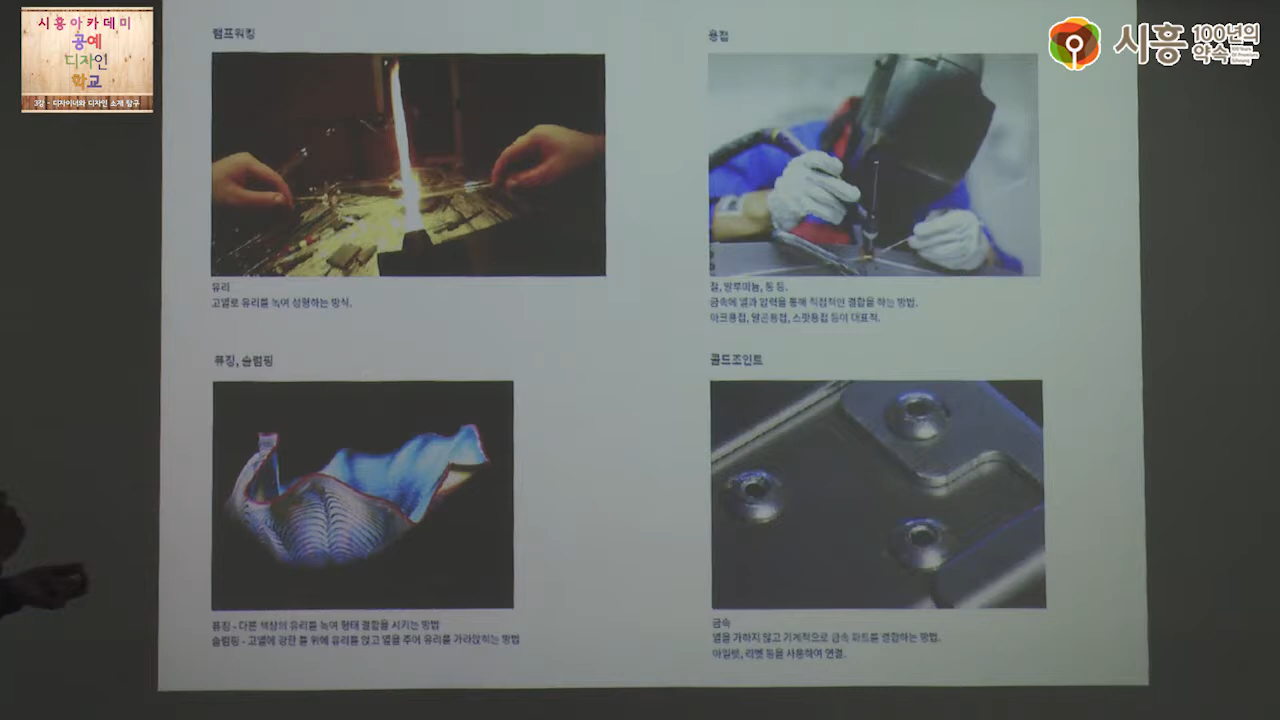 시흥아카데미
공예
디자인
학교
3강 - 디자이너와 디자인 소재 탐구
시흥 100년의 약속
램프워킹
유리
고열로 유리를 녹여 성형하는 방식.
용접
철, 알루미늄, 동 등.
금속에 열과 압력을 통해 직접적인 결합을 하는 방법.
아크용접, 알곤용접, 스팟용접 등이 대표적.
퓨징, 슬럼핑
퓨징 - 다른 색상의 유리를 녹여 형태 결합을 시키는 방법
슬럼핑 - 고열에 강한 틀 위에 유리를 얹고 열을 주어 유리를 가라앉히는 방법
콜드조인트
금속
열을 가하지 않고 기계적으로 금속 파트를 결합하는 방법.
아일렛, 리벳 등을 사용하여 연결.